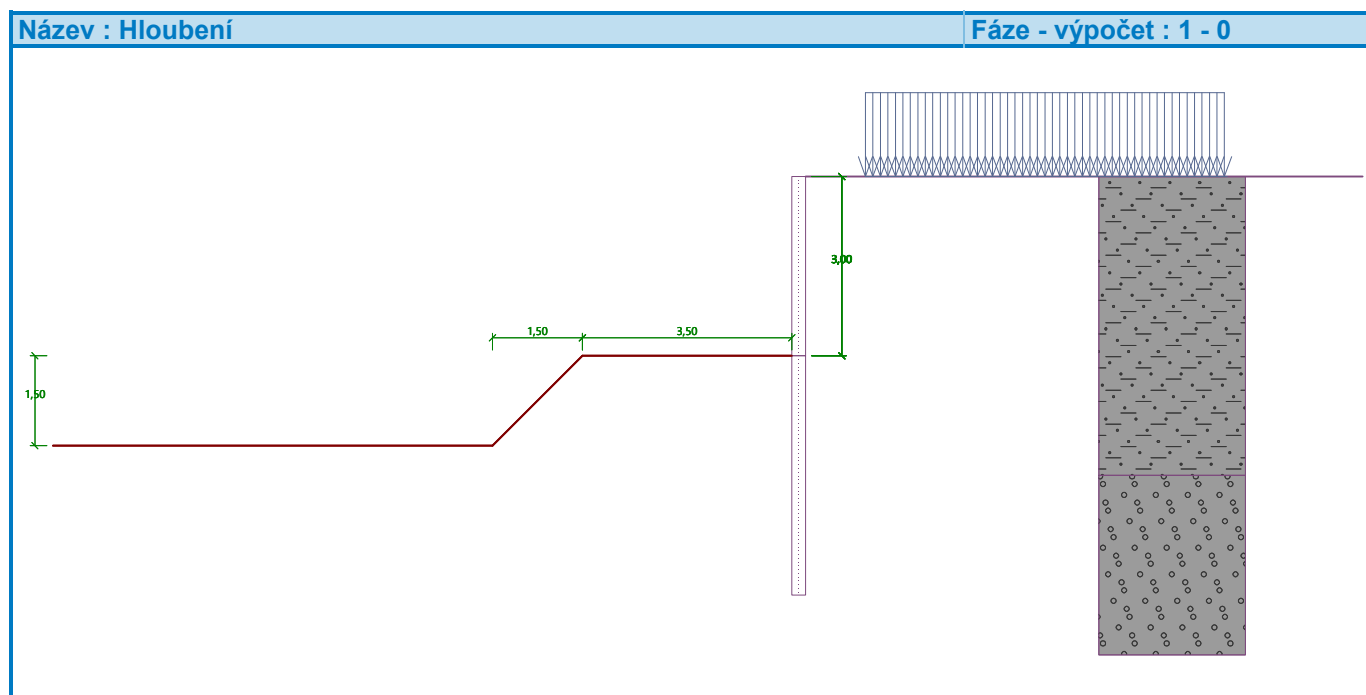 Název : Hloubení
Fáze - výpočet : 1 - 0
3,00
1,50
3,50
1,50